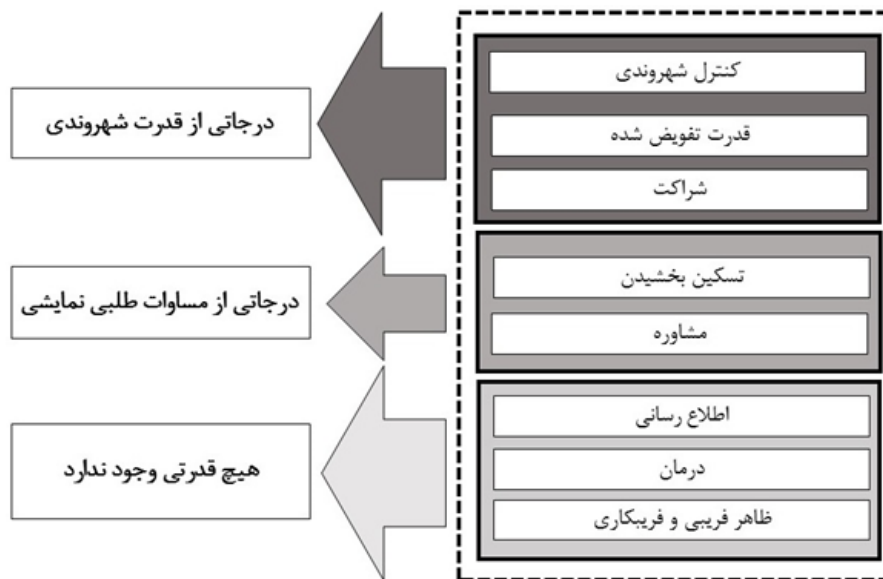 کنترل شهروندی
قدرت تفویض شده
شراکت
درجاتی از قدرت شهروندی
تسکین بخشیدن
مشاوره
درجاتی از مساوات طلبی نمایشی
اطلاع رسانی
درمان
ظاهر فریبی و فریبکاری
هیچ قدرتی وجود ندارد